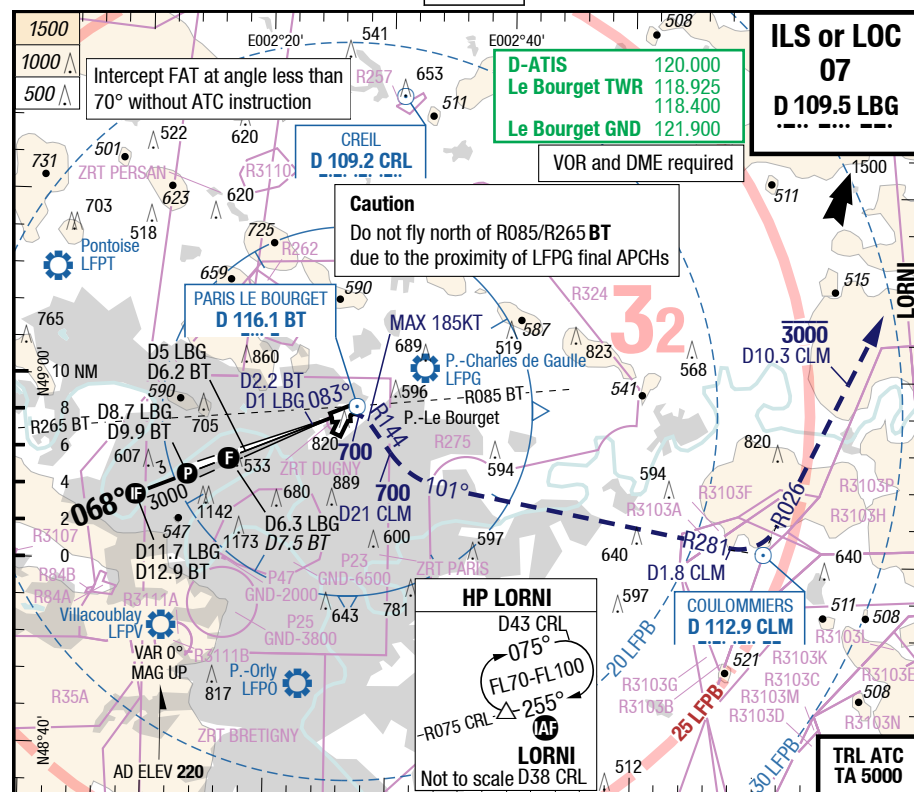 1500
1000
500
Intercept FAT at angle less than
70° without ATC instruction
E002°20'
E002°40'
541
508
R257
653
511
D-ATIS 120.000
Le Bourget TWR 118.925
118.400
Le Bourget GND 121.900
ILS or LOC
07
D 109.5 LBG
VOR and DME required
CREIL
D 109.2 CRL
522
620
501
731
ZRT PERSAN
R3110
623
620
703
518
725
R262
Pontoise
LFPT
659
590
Caution
Do not fly north of R085/R265 BT
due to the proximity of LFPG final APCHs
511
1500
515
LORNI
R324
32
3000
D10.3 CLM
PARIS LE BOURGET
D 116.1 BT
MAX 185KT
689
587
519
823
568
P.-Charles de Gaulle
LFPG
765
N49°00'
10 NM
8
6
4
2
0
D5 LBG
D6.2 BT
860
590
D2.2 BT
D1 LBG
083°
596
R085 BT
541
D8.7 LBG
D9.9 BT
R265 BT
705
820
700
R144
P.-Le Bourget
R275
607
3
533
ZRT DUGNY
889
594
820
594
068°
IF
P
F
3000
1142
680
700
D21 CLM
101°
R3103F
R3103A
R3103P
R3103H
R026
547
1173
D6.3 LBG
D7.5 BT
600
597
R281
R3107
D11.7 LBG
D12.9 BT
P23
GND-6500
ZRT PARIS
640
D1.8 CLM
640
R84B
R84A
R3111A
P47
GND-2000
643
781
597
COULOMMIERS
D 112.9 CLM
511
508
Villacoublay
LFPV
P25
GND-3800
R3111B
VAR 0°
MAG UP
P.-Orly
LFPO
817
R35A
ZRT BRETIGNY
N48°40'
AD ELEV 220
HP LORNI
D43 CRL
075°
FL70-FL100
255°
R075 CRL
IAF
LORNI
Not to scale D38 CRL
20 LFPB
25 LFPB
30 LFPB
521
512
R3103L
R3103K
R3103E
R3103G
R3103C
R3103B
R3103M
R3103D
508
R3103N
TRL ATC
TA 5000